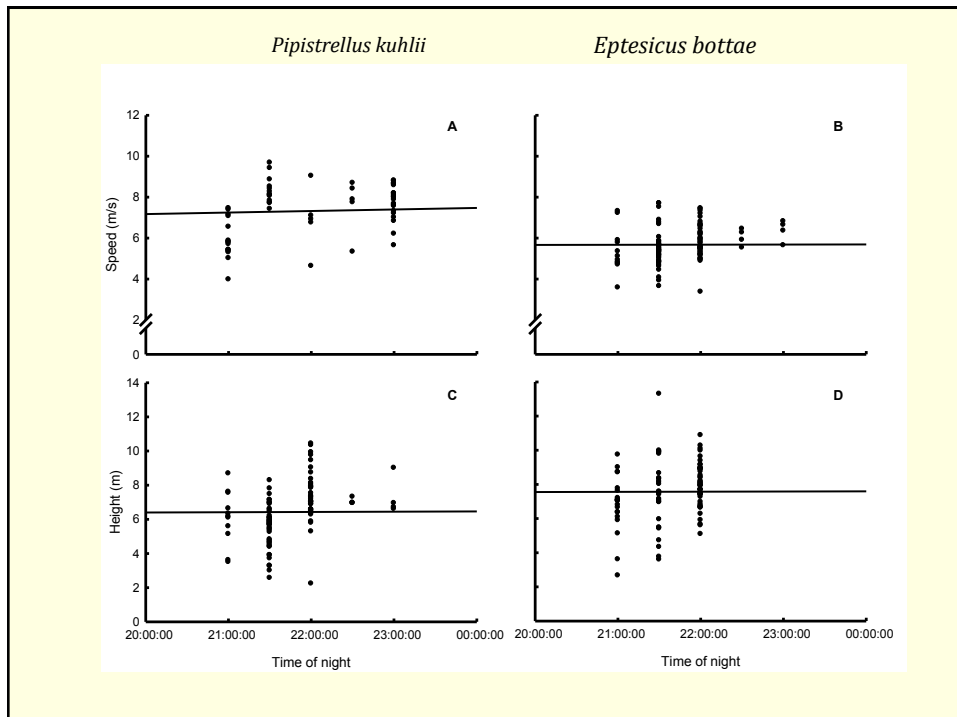 Pipistrellus kuhlii
Eptesicus bottae
12
10
8
6
4
2
0
Speed (m/s)
A
B
14
12
10
8
6
4
2
0
Height (m)
C
D
20:00:00 21:00:00 22:00:00 23:00:00 00:00:00
Time of night
20:00:00 21:00:00 22:00:00 23:00:00 00:00:00
Time of night